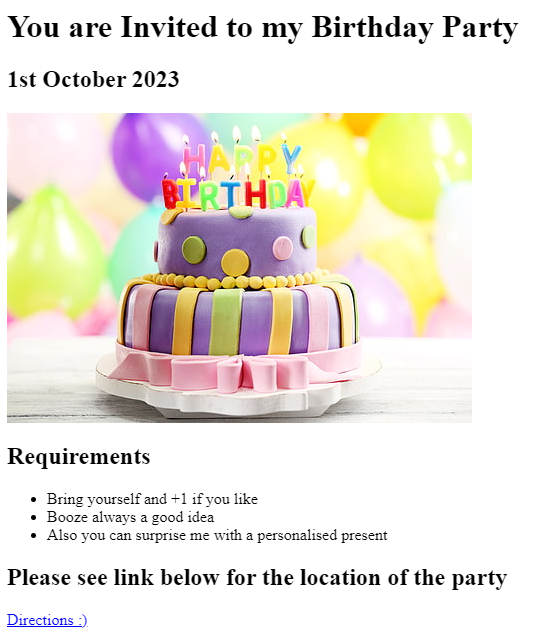 You are Invited to my Birthday Party
1st October 2023
HAPPY
BIRTHDAY
Requirements
Bring yourself and +1 if you like
Booze always a good idea
Also you can surprise me with a personalised present
Please see link below for the location of the party
Directions :)